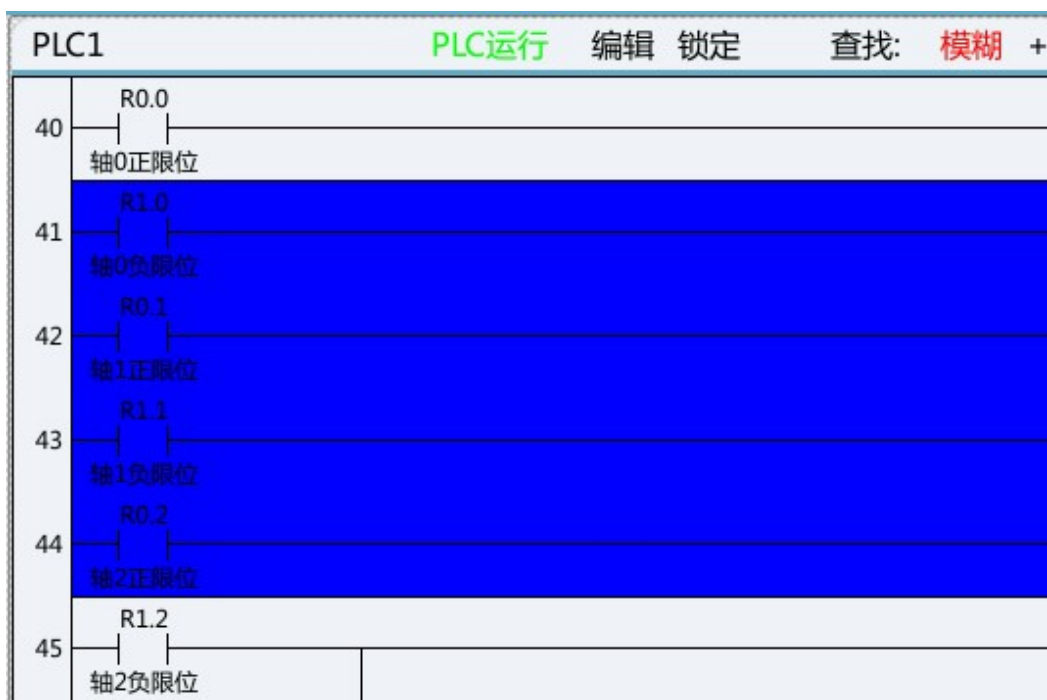 PLC1 PLC运行 编辑 锁定 查找: 模糊 +
R0.0
40
轴0正限位
R1.0
41
轴0负限位
R0.1
42
轴1正限位
R1.1
43
轴1负限位
R0.2
44
轴2正限位
R1.2
45
轴2负限位